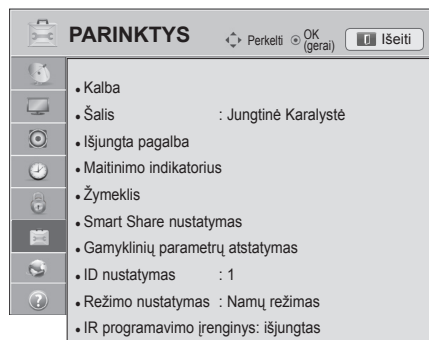 PARINKTYS Perkelti OK (gerai) Išeiti
• Kalba
• Šalis : Jungtinė Karalystė
• Išjungta pagalba
• Maitinimo indikatorius
• Žymeklis
• Smart Share nustatymas
• Gamyklinių parametrų atstatymas
• ID nustatymas : 1
• Režimo nustatymas : Namų režimas
• IR programavimo įrenginys: išjungtas